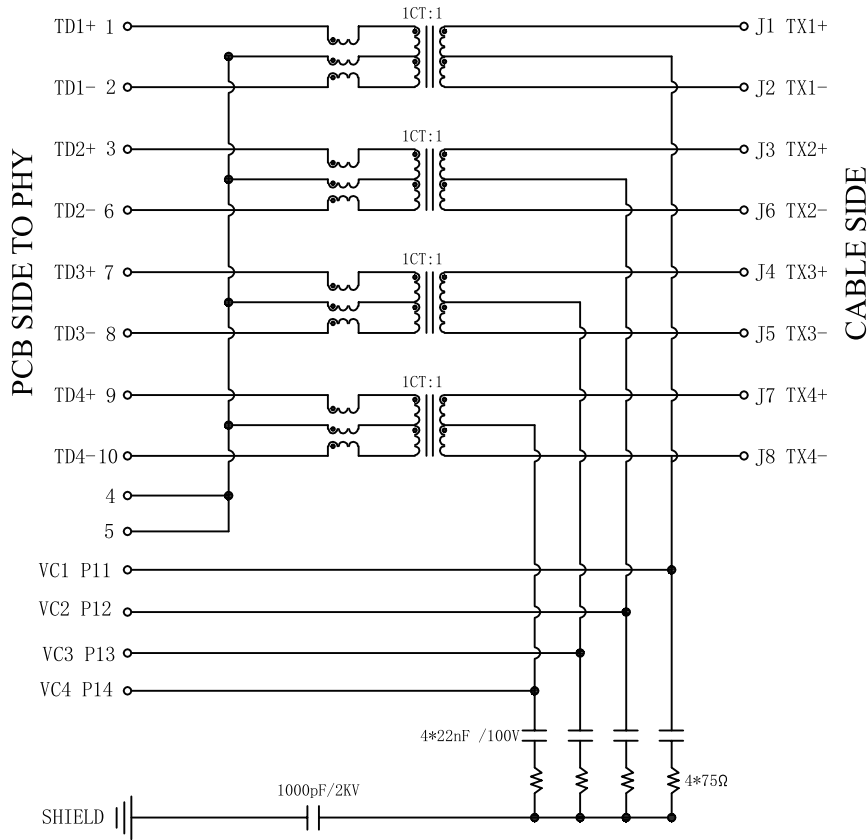 1CT:1
TD1+ 1
J1 TX1+
TD1- 2
J2 TX1-
1CT:1
TD2+ 3
J3 TX2+
TD2- 6
J6 TX2-
PCB SIDE TO PHY
CABLE SIDE
1CT:1
TD3+ 7
J4 TX3+
TD3- 8
J5 TX3-
1CT:1
TD4+ 9
J7 TX4+
TD4-10
J8 TX4-
4
5
VC1 P11
VC2 P12
VC3 P13
VC4 P14
4*22nF /100V
4*75Ω
1000pF/2KV
SHIELD